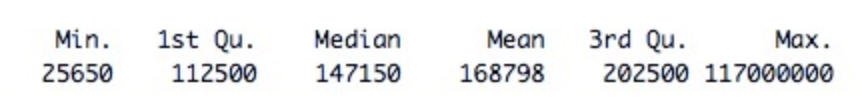 Min. 1st Qu. Median Mean 3rd Qu. Max.
25650 112500 147150 168798 202500 117000000